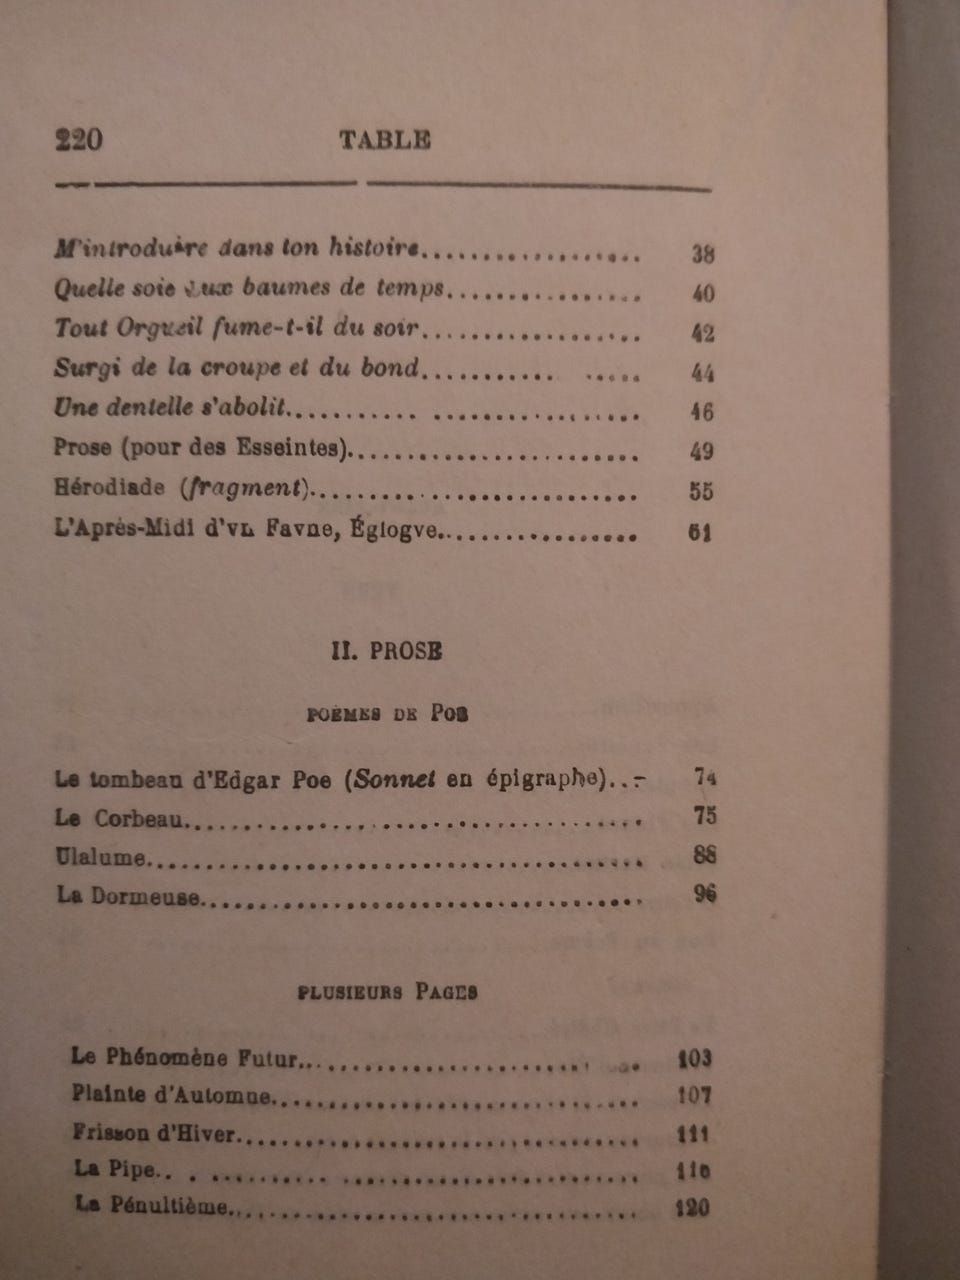 220 TABLE
M'introduire dans ton histoire.................... 38
Quelle soie aux baumes de temps................ 40
Tout Orgueil fume-t-il du soir.................. 42
Surgi de la croupe et du bond........... ..... 44
Une dentelle s'abolit........... ................ 46
Prose (pour des Esseintes)....................... 49
Hérodiade (fragment)............................ 55
L'Après-Midi d'vn Favne, Églogve................. 61
II. PROSE
POÈMES DE POE
Le tombeau d'Edgar Poe (Sonnet en épigraphe)... 74
Le Corbeau....................................... 75
Ulalume.......................................... 88
La Dormeuse..................................... 96
PLUSIEURS PAGES
Le Phénomène Futur........................... 103
Plainte d'Automne.............................. 107
Frisson d'Hiver................................. 111
La Pipe.. . .......... ........................
La Pénultième.................................. 120